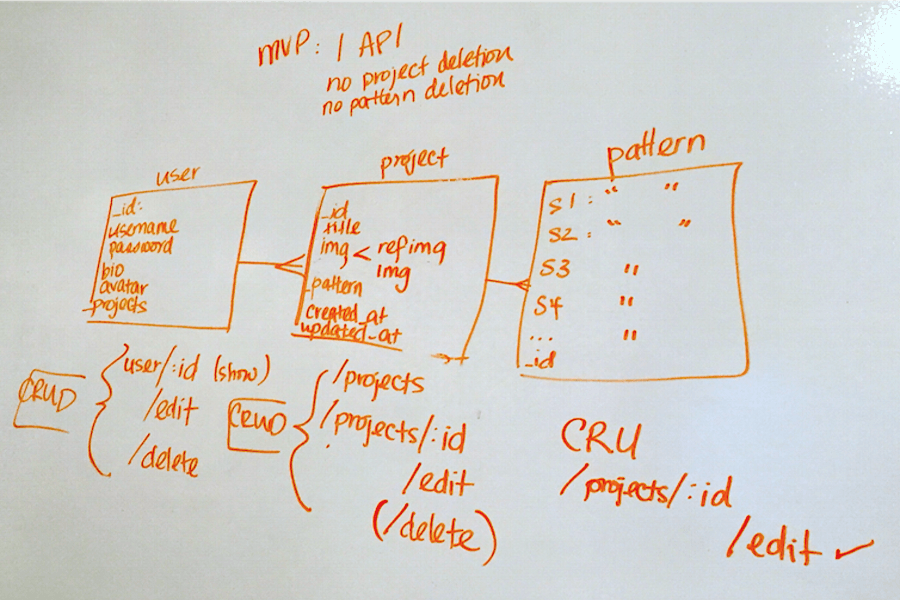 MVP: 1 API
no project deletion
no pattern deletion
user
_id:
username
password
bio
avatar
_projects
project
_id
title
img < refimg
img
_pattern
created_at
updated_at
pattern
S1 : " "
S2 : " "
S3 "
S4 "
... "
_id
CRUD
user/:id (show)
/edit
/delete
CRUD
/projects
/projects/:id
/edit
(/delete)
CRU
/projects/:id
/edit ✓